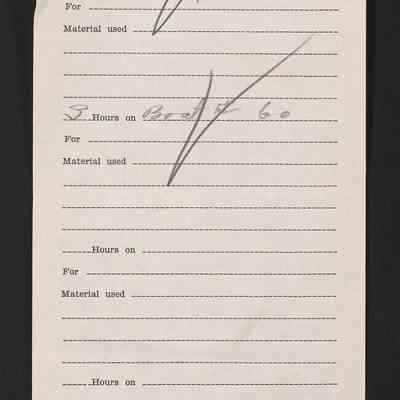 For
Material used
3 Hours on Boat # 60
For
Material used
Hours on
For
Material used
Hours on